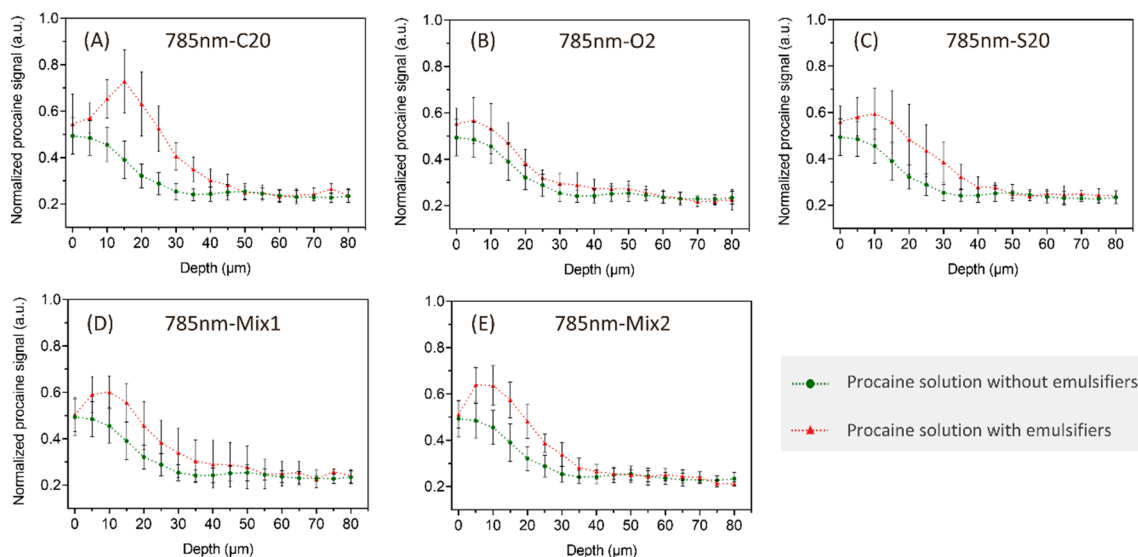 (A) 785nm-C20
Normalized procaine signal (a.u.)
1.0
0.8
0.6
0.4
0.2
0 10 20 30 40 50 60 70 80
Depth (μm)
(B) 785nm-O2
Normalized procaine signal (a.u.)
1.0
0.8
0.6
0.4
0.2
0 10 20 30 40 50 60 70 80
Depth (μm)
(C) 785nm-S20
Normalized procaine signal (a.u.)
1.0
0.8
0.6
0.4
0.2
0 10 20 30 40 50 60 70 80
Depth (μm)
(D) 785nm-Mix1
Normalized procaine signal (a.u.)
1.0
0.8
0.6
0.4
0.2
0 10 20 30 40 50 60 70 80
Depth (μm)
(E) 785nm-Mix2
Normalized procaine signal (a.u.)
1.0
0.8
0.6
0.4
0.2
0 10 20 30 40 50 60 70 80
Depth (μm)
Procaine solution without emulsifiers
Procaine solution with emulsifiers